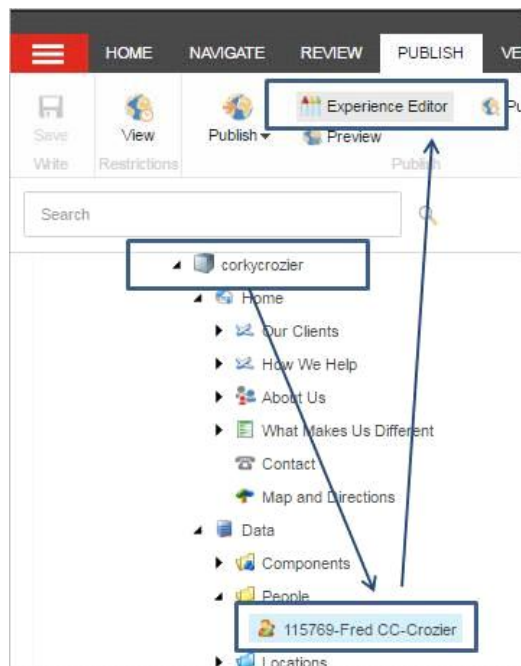 HOME NAVIGATE REVIEW PUBLISH VE
Experience Editor Pu
Save View Publish Preview
Write Restrictions Publish
Search
corkycrozier
Home
Our Clients
How We Help
About Us
What Makes Us Different
Contact
Map and Directions
Data
Components
People
115769-Fred CC-Crozier
Locations